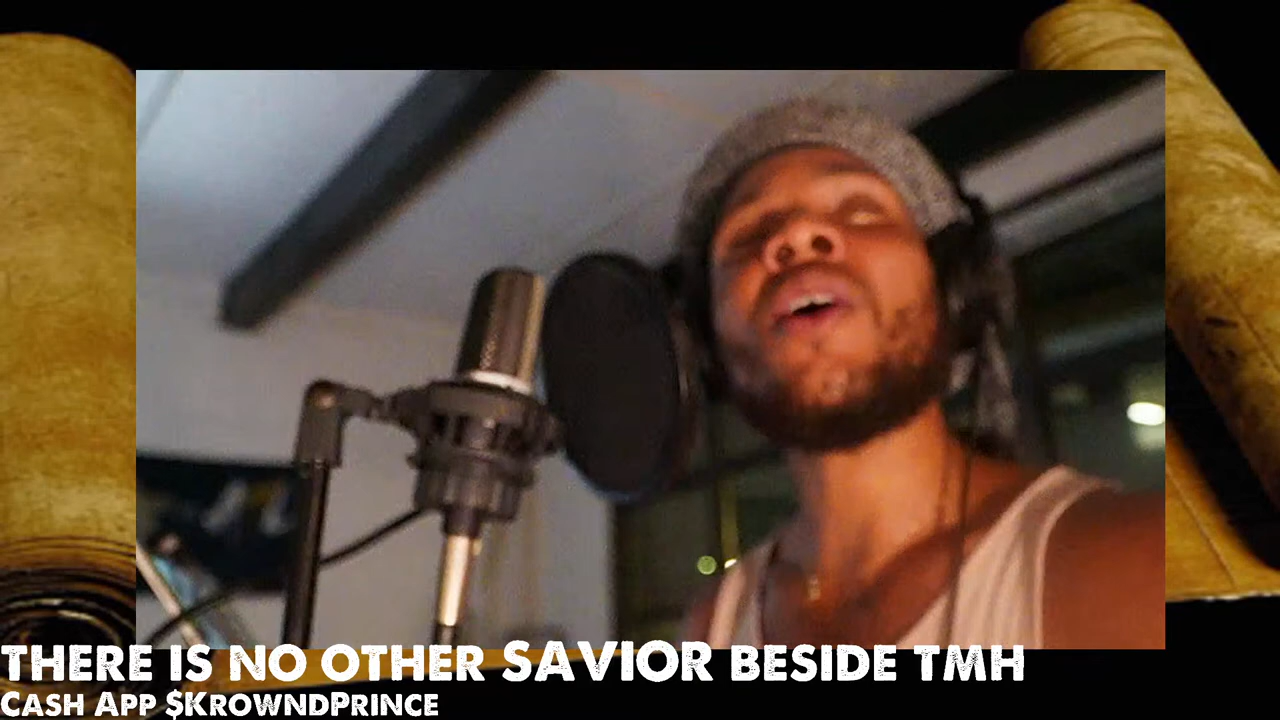 THERE IS NO OTHER SAVIOR BESIDE TMH
CASH APP $KROWNDPRINCE